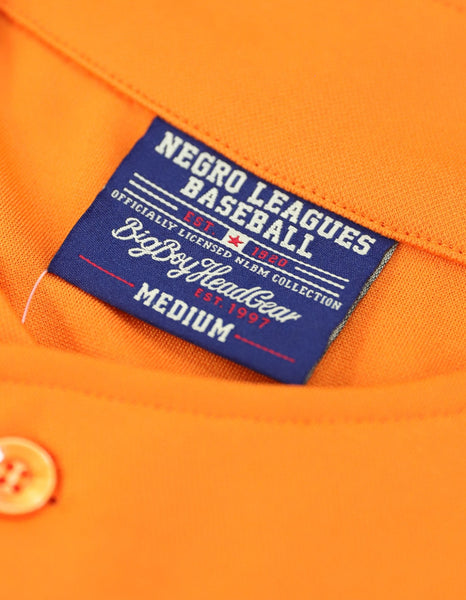 NEGRO LEAGUES
BASEBALL
EST. ★ 1920
OFFICIALLY LICENSED NLBM COLLECTION
BigBoy HeadGear
EST. 1997
MEDIUM